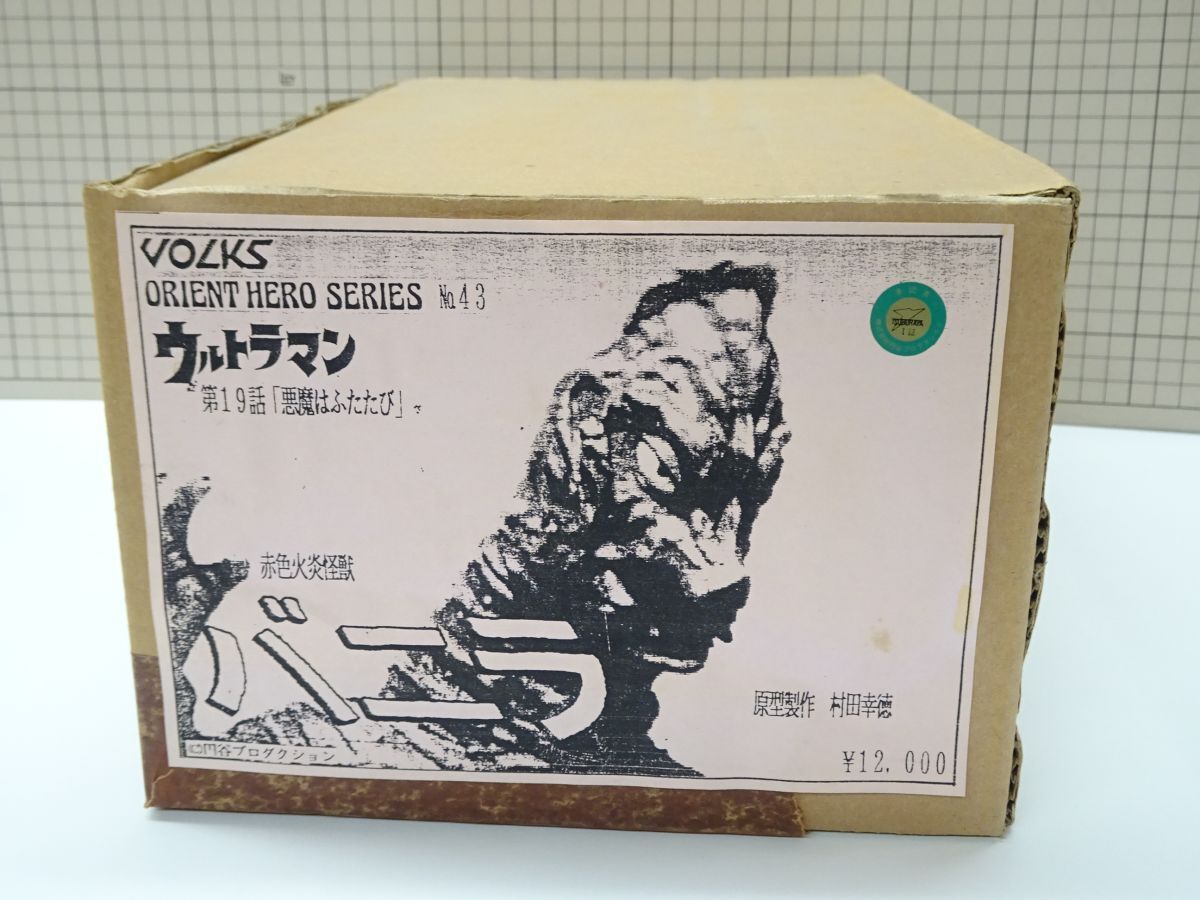 VOLKS
ORIENT HERO SERIES №43
ウルトラマン
第19話「悪魔はふたたび」
赤色火炎怪獣
バニラ
原型製作 村田幸徳
©円谷プロダクション
¥12,000